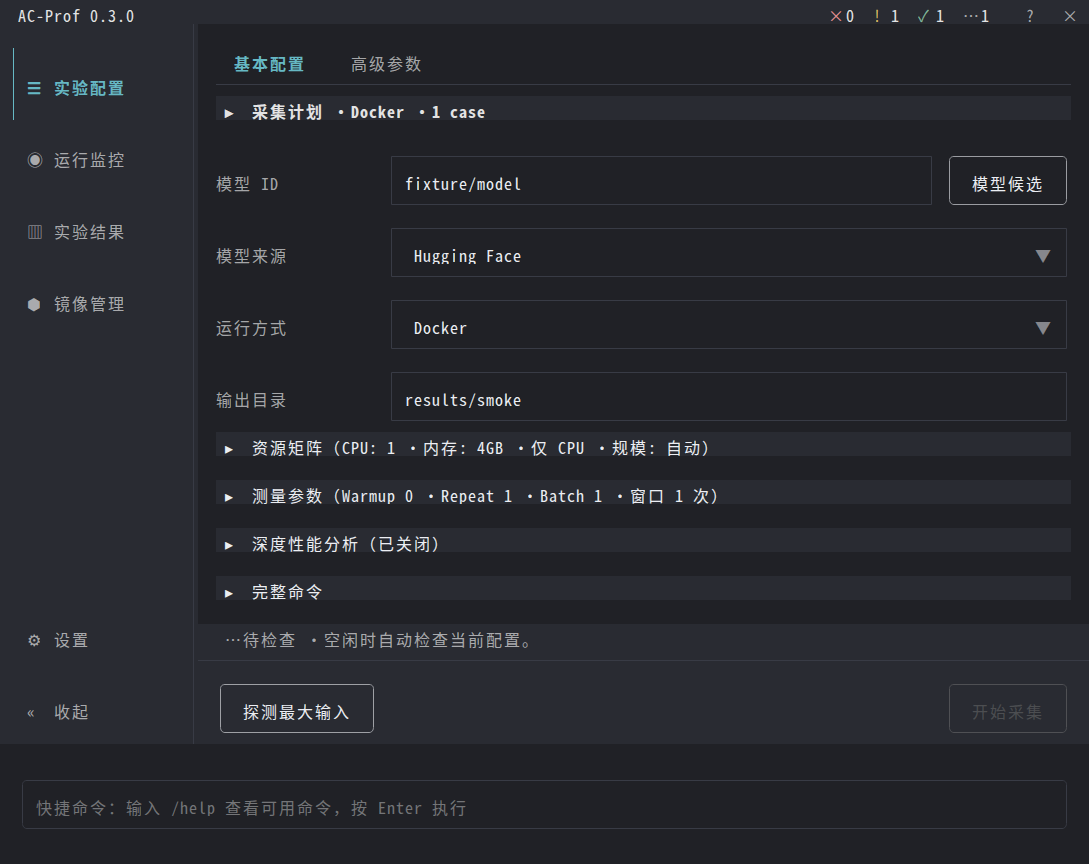 AC-Prof 0.3.0 ×0 ! 1 ✓1 …1 ? ×
☰ 实验配置
◉ 运行监控
▥ 实验结果
⬢ 镜像管理
⚙ 设置
« 收起
基本配置 高级参数
▶ 采集计划 · Docker · 1 case
模型 ID fixture/model 模型候选
模型来源 Hugging Face ▼
运行方式 Docker ▼
输出目录 results/smoke
▶ 资源矩阵（CPU: 1 · 内存: 4GB · 仅 CPU · 规模: 自动）
▶ 测量参数（Warmup 0 · Repeat 1 · Batch 1 · 窗口 1 次）
▶ 深度性能分析（已关闭）
▶ 完整命令
…待检查 · 空闲时自动检查当前配置。
探测最大输入 开始采集
快捷命令: 输入 /help 查看可用命令，按 Enter 执行